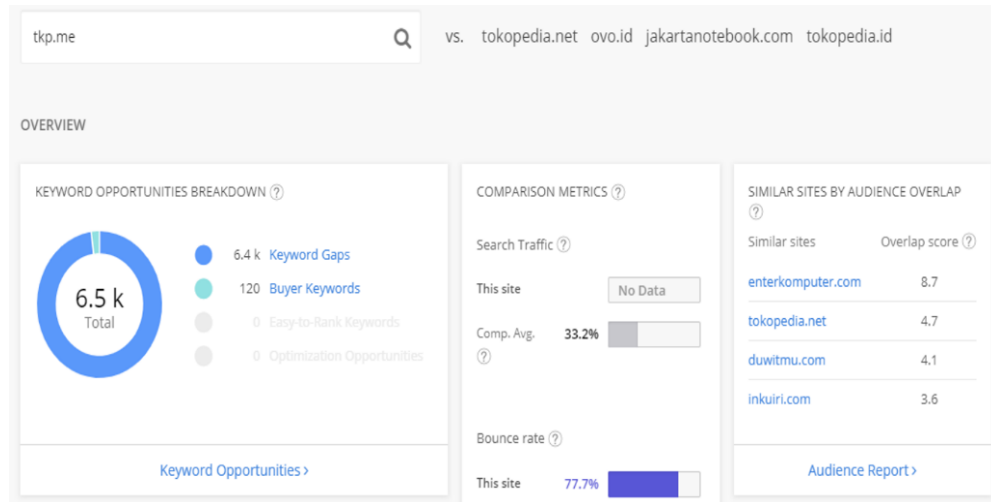 tkp.me
vs. tokopedia.net ovo.id jakartanotebook.com tokopedia.id
OVERVIEW
KEYWORD OPPORTUNITIES BREAKDOWN ?
6.5 k
Total
6.4 k Keyword Gaps
120 Buyer Keywords
0 Easy-to-Rank Keywords
0 Optimization Opportunities
Keyword Opportunities >
COMPARISON METRICS ?
Search Traffic ?
This site No Data
Comp. Avg. 33.2%
?
Bounce rate ?
This site 77.7%
SIMILAR SITES BY AUDIENCE OVERLAP
?
Similar sites Overlap score ?
enterkomputer.com 8.7
tokopedia.net 4.7
duwitmu.com 4.1
inkuiri.com 3.6
Audience Report >